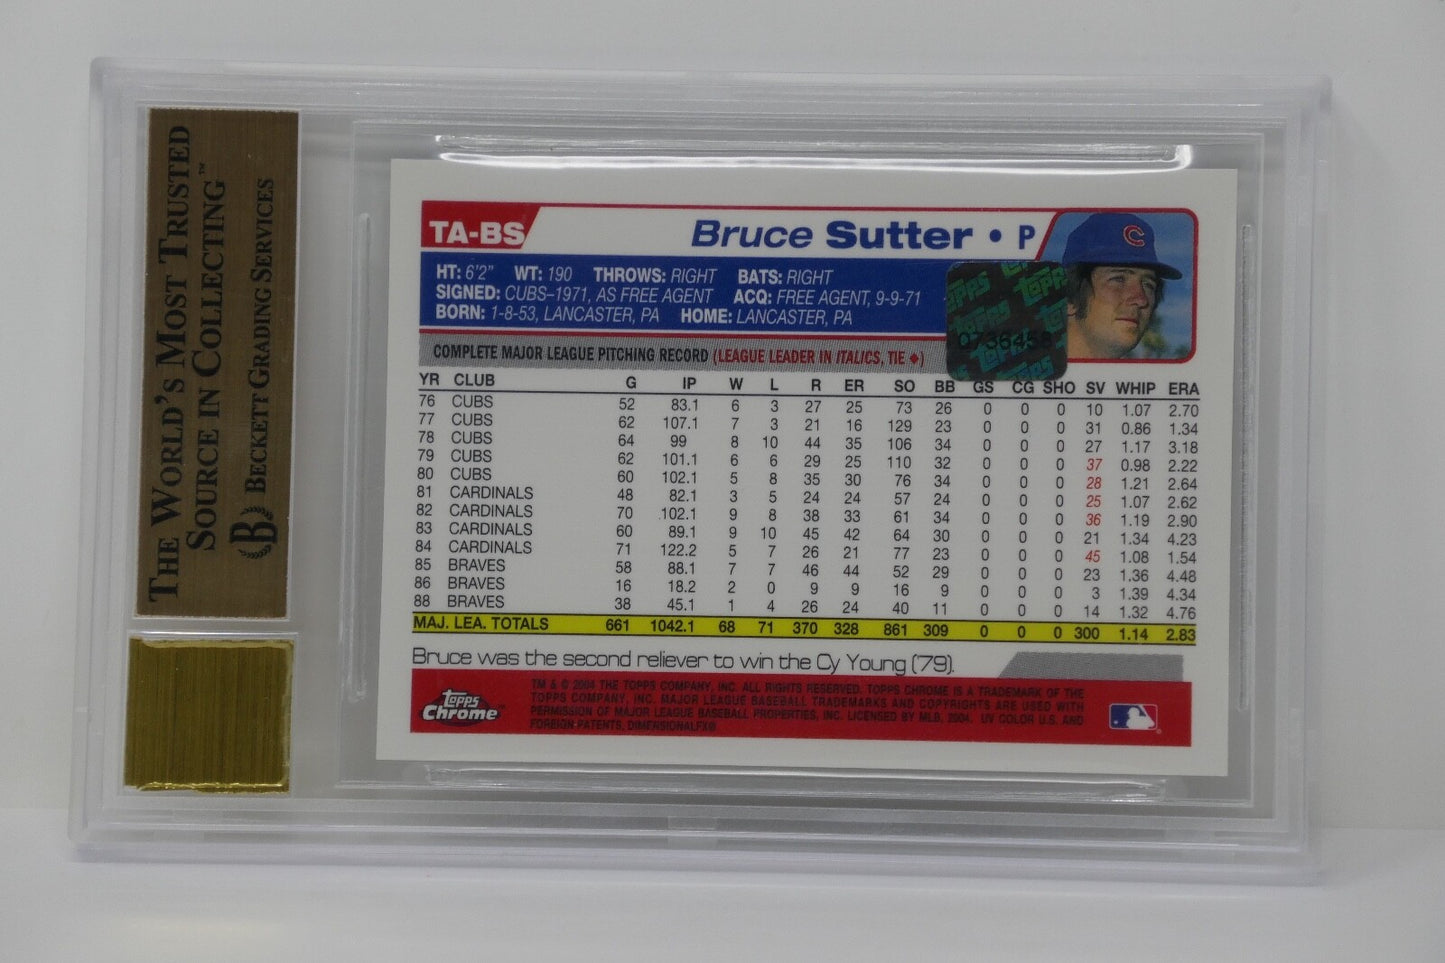 THE WORLD'S MOST TRUSTED
SOURCE IN COLLECTING™
BECKETT GRADING SERVICES
B
TA-BS
Bruce Sutter • P
C
HT: 6'2" WT: 190 THROWS: RIGHT BATS: RIGHT
SIGNED: CUBS–1971, AS FREE AGENT ACQ: FREE AGENT, 9-9-71
BORN: 1-8-53, LANCASTER, PA HOME: LANCASTER, PA
topps
0736458
COMPLETE MAJOR LEAGUE PITCHING RECORD (LEAGUE LEADER IN ITALICS, TIE ♦)
YR CLUB G IP W L R ER SO BB GS CG SHO SV WHIP ERA
76 CUBS 52 83.1 6 3 27 25 73 26 0 0 0 10 1.07 2.70
77 CUBS 62 107.1 7 3 21 16 129 23 0 0 0 31 0.86 1.34
78 CUBS 64 99 8 10 44 35 106 34 0 0 0 27 1.17 3.18
79 CUBS 62 101.1 6 6 29 25 110 32 0 0 0 37 0.98 2.22
80 CUBS 60 102.1 5 8 35 30 76 34 0 0 0 28 1.21 2.64
81 CARDINALS 48 82.1 3 5 24 24 57 24 0 0 0 25 1.07 2.62
82 CARDINALS 70 102.1 9 8 38 33 61 34 0 0 0 36 1.19 2.90
83 CARDINALS 60 89.1 9 10 45 42 64 30 0 0 0 21 1.34 4.23
84 CARDINALS 71 122.2 5 7 26 21 77 23 0 0 0 45 1.08 1.54
85 BRAVES 58 88.1 7 7 46 44 52 29 0 0 0 23 1.36 4.48
86 BRAVES 16 18.2 2 0 9 9 16 9 0 0 0 3 1.39 4.34
88 BRAVES 38 45.1 1 4 26 24 40 11 0 0 0 14 1.32 4.76
MAJ. LEA. TOTALS 661 1042.1 68 71 370 328 861 309 0 0 0 300 1.14 2.83
Bruce was the second reliever to win the Cy Young ('79).
topps Chrome™
TM & © 2004 THE TOPPS COMPANY, INC. ALL RIGHTS RESERVED. TOPPS CHROME IS A TRADEMARK OF THE
TOPPS COMPANY, INC. MAJOR LEAGUE BASEBALL TRADEMARKS AND COPYRIGHTS ARE USED WITH
PERMISSION OF MAJOR LEAGUE BASEBALL PROPERTIES, INC. LICENSED BY MLB, 2004. UV COLOR U.S. AND
FOREIGN PATENTS, DIMENSIONALFX®